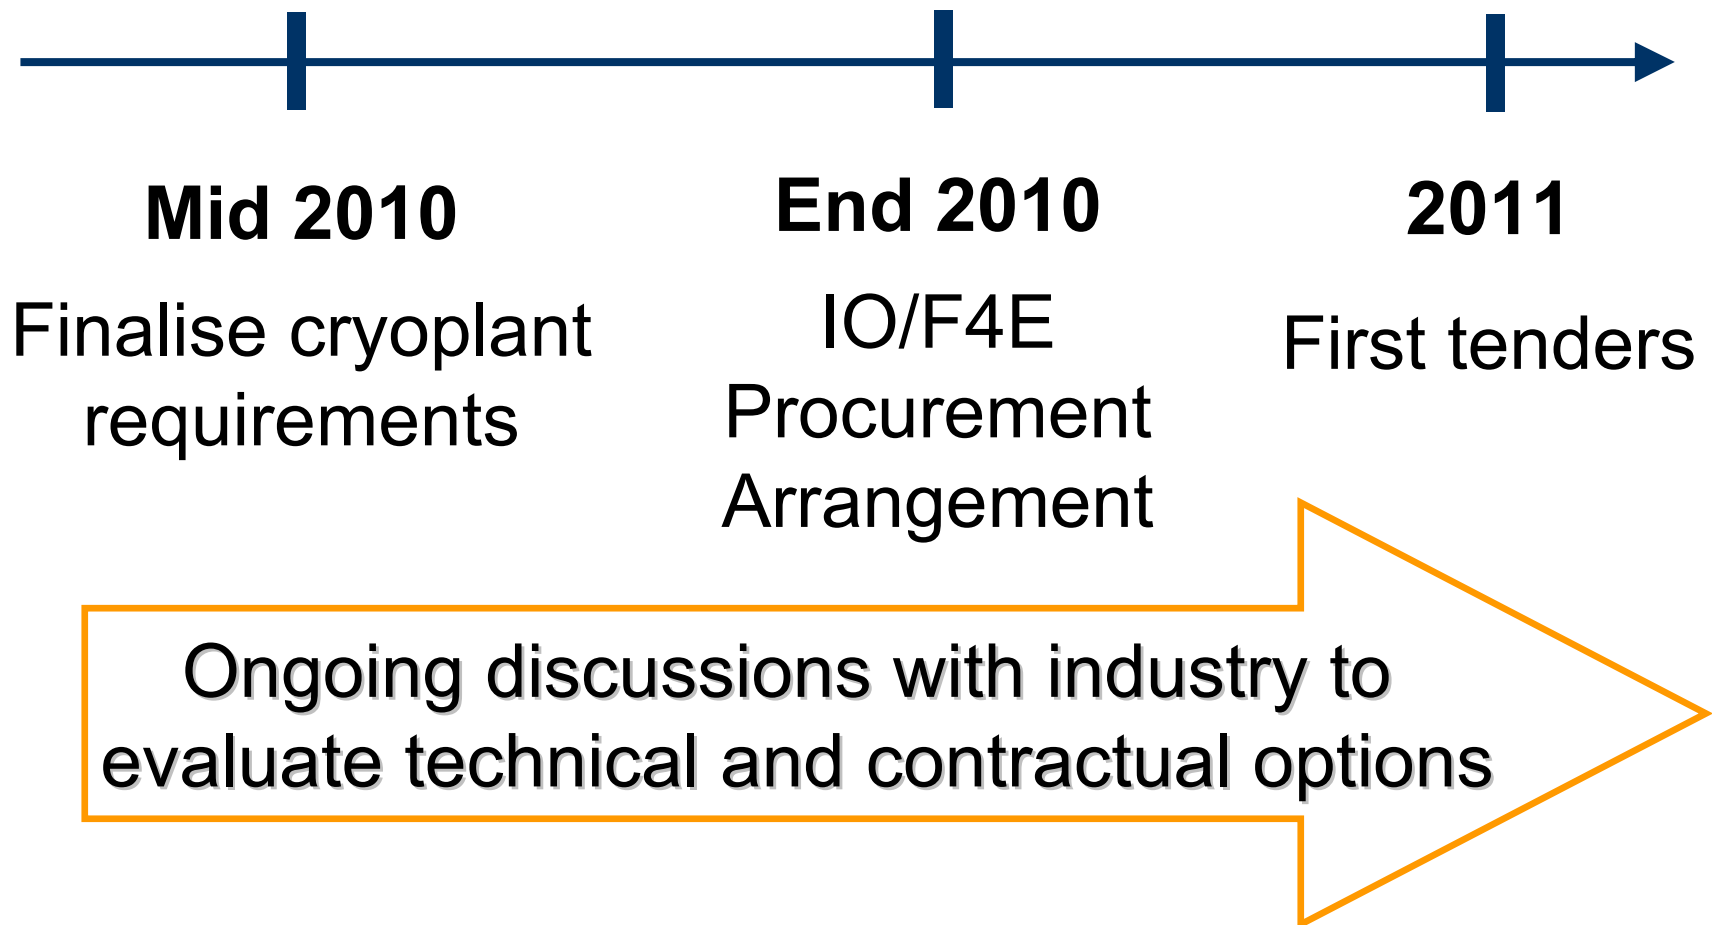 Mid 2010
Finalise cryoplant
requirements
End 2010
IO/F4E
Procurement
Arrangement
2011
First tenders
Ongoing discussions with industry to
evaluate technical and contractual options